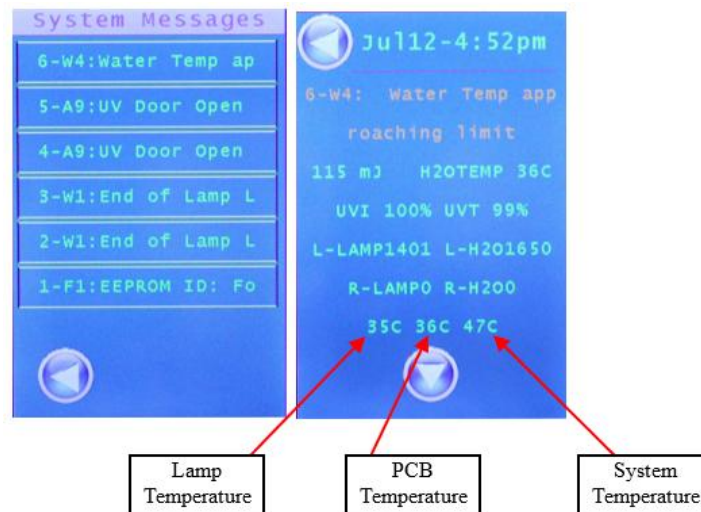 System Messages
6-W4:Water Temp ap
5-A9:UV Door Open
4-A9:UV Door Open
3-W1:End of Lamp L
2-W1:End of Lamp L
1-F1:EEPROM ID: Fo
Jul12-4:52pm
6-W4: Water Temp app
roaching limit
115 mJ H2OTEMP 36C
UVI 100% UVT 99%
L-LAMP1401 L-H2O1650
R-LAMP0 R-H2O0
35C 36C 47C
Lamp
Temperature
PCB
Temperature
System
Temperature